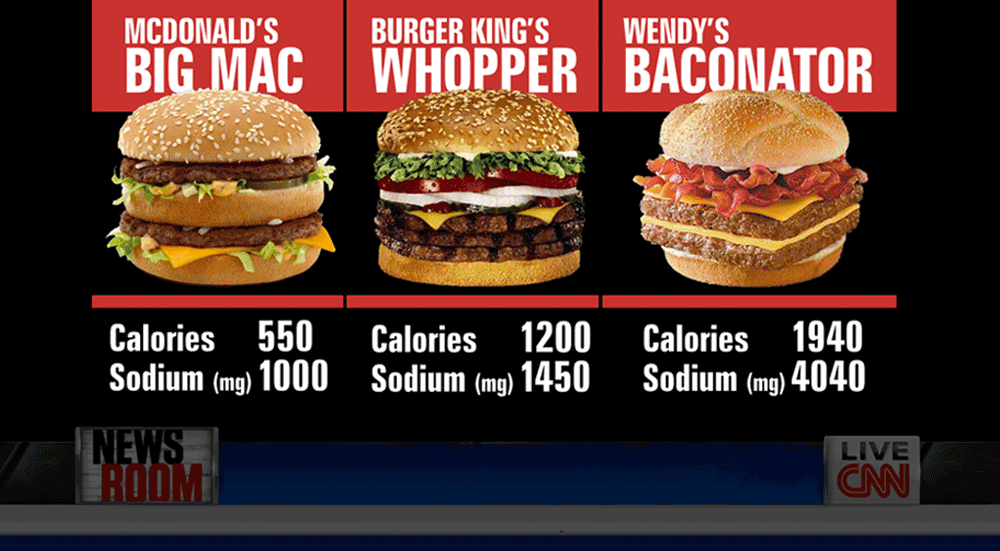 MCDONALD'S
BIG MAC
BURGER KING'S
WHOPPER
WENDY'S
BACONATOR
Calories 550
Sodium (mg) 1000
Calories 1200
Sodium (mg) 1450
Calories 1940
Sodium (mg) 4040
NEWS
ROOM
LIVE
CNN